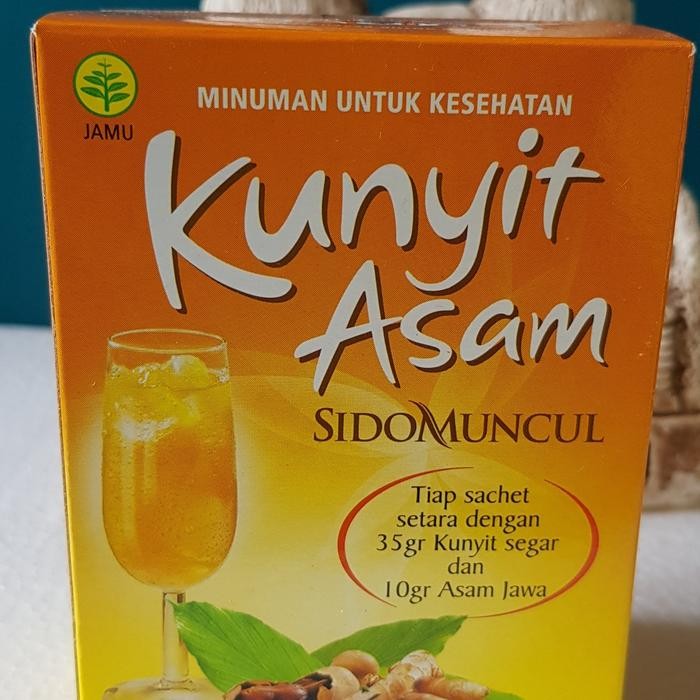 JAMU
MINUMAN UNTUK KESEHATAN
Kunyit
Asam
SIDOMUNCUL
Tiap sachet
setara dengan
35gr Kunyit segar
dan
10gr Asam Jawa